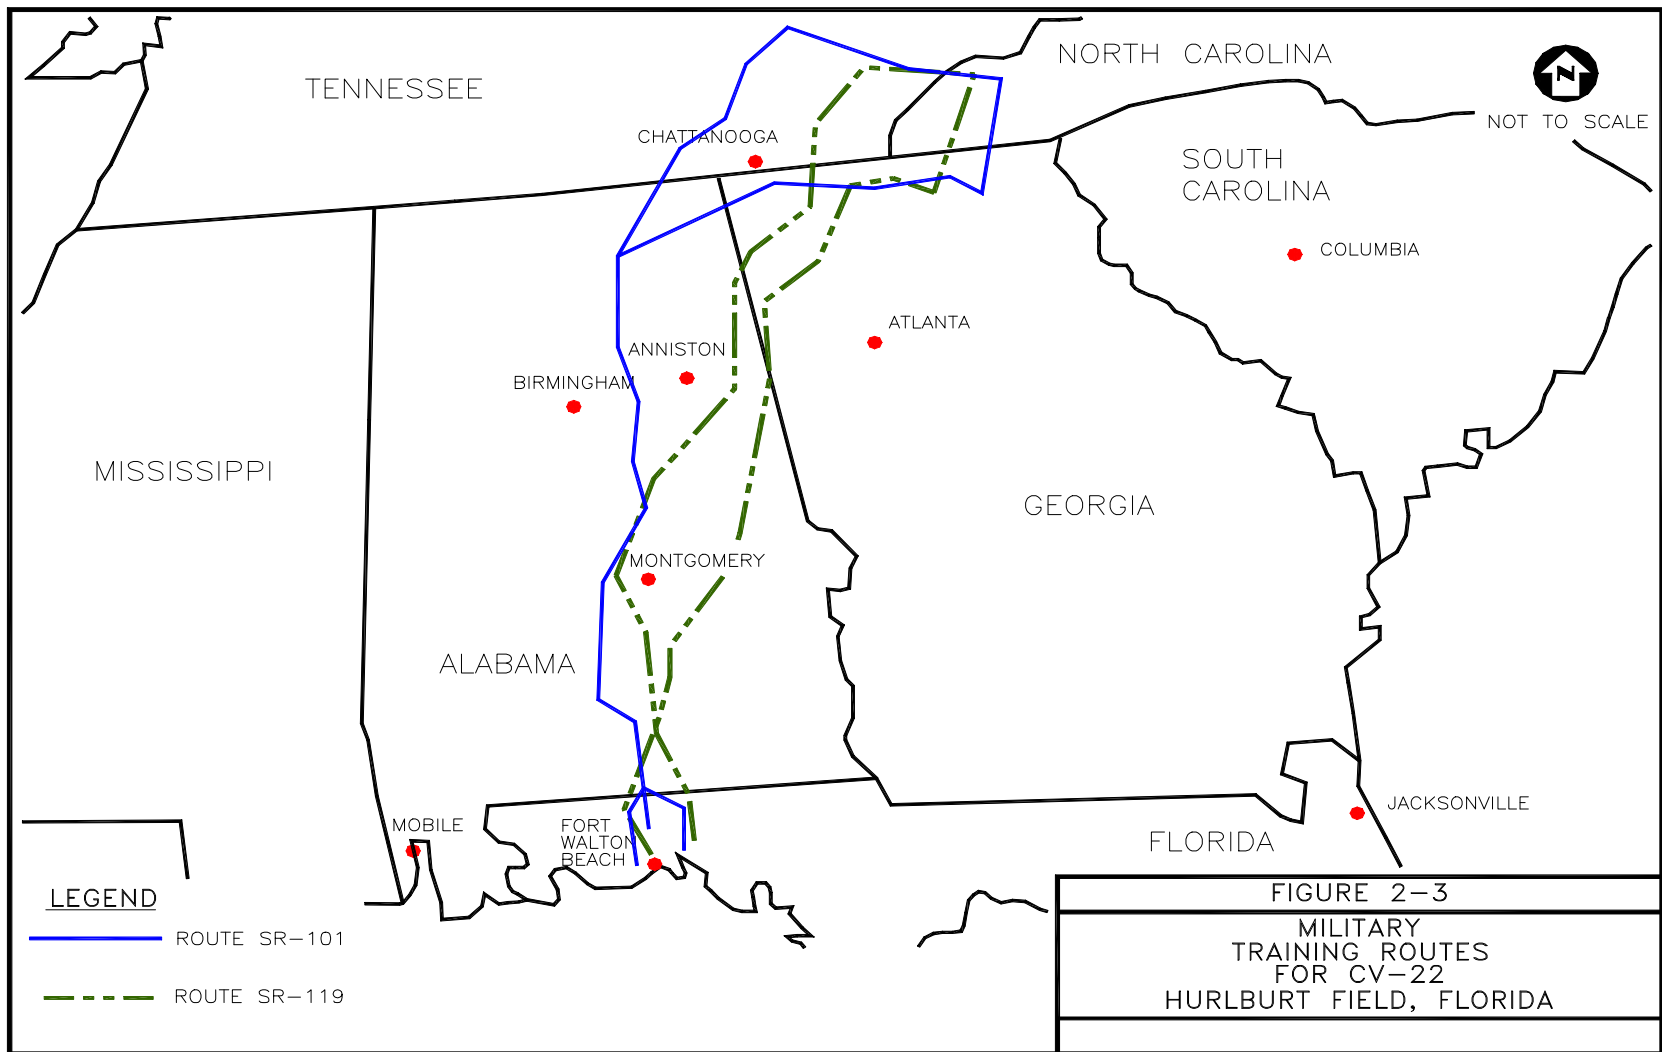 NORTH CAROLINA
TENNESSEE
N
NOT TO SCALE
CHATTANOOGA
SOUTH
CAROLINA
COLUMBIA
ATLANTA
ANNISTON
BIRMINGHAM
MISSISSIPPI
GEORGIA
MONTGOMERY
ALABAMA
JACKSONVILLE
MOBILE
FORT
WALTON
BEACH
FLORIDA
LEGEND
ROUTE SR-101
ROUTE SR-119
FIGURE 2-3
MILITARY
TRAINING ROUTES
FOR CV-22
HURLBURT FIELD, FLORIDA